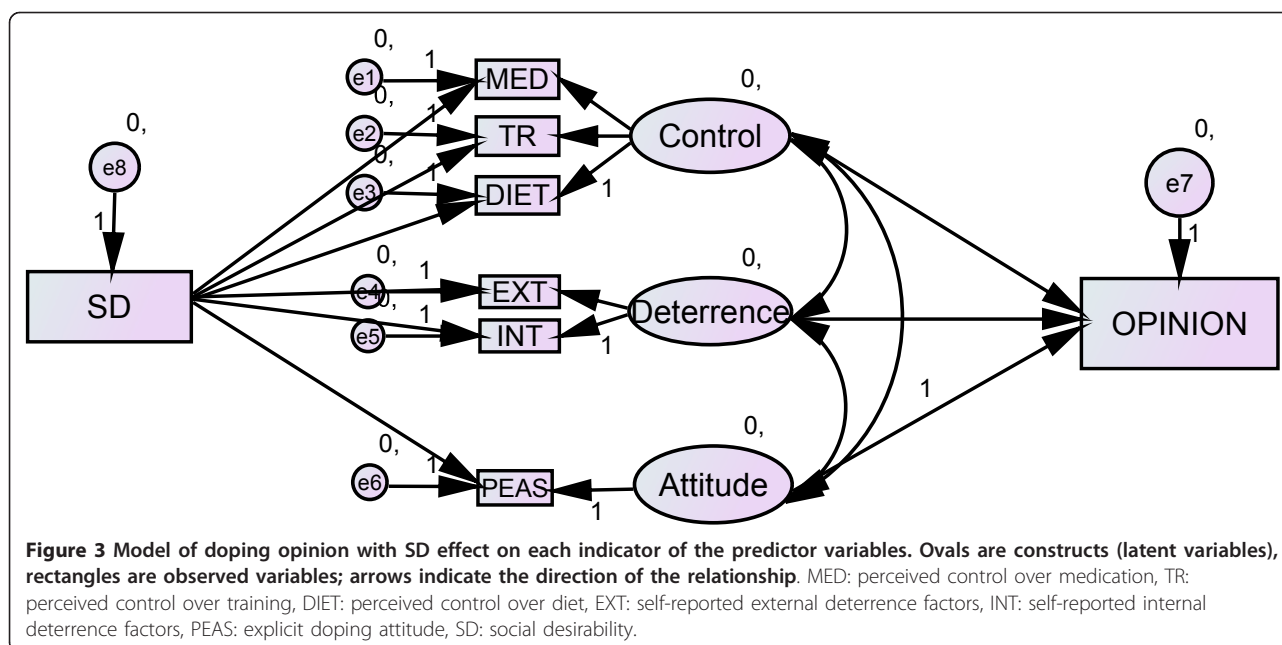 0,
e1
1
MED
0,
e2
1
TR
0,
e3
1
DIET
0,
Control
1
0,
e8
1
SD
0,
e7
1
OPINION
0,
e4
1
EXT
0,
e5
1
INT
0,
Deterrence
1
0,
e6
1
PEAS
0,
Attitude
1
1
Figure 3 Model of doping opinion with SD effect on each indicator of the predictor variables. Ovals are constructs (latent variables),
rectangles are observed variables; arrows indicate the direction of the relationship. MED: perceived control over medication, TR:
perceived control over training, DIET: perceived control over diet, EXT: self-reported external deterrence factors, INT: self-reported internal
deterrence factors, PEAS: explicit doping attitude, SD: social desirability.